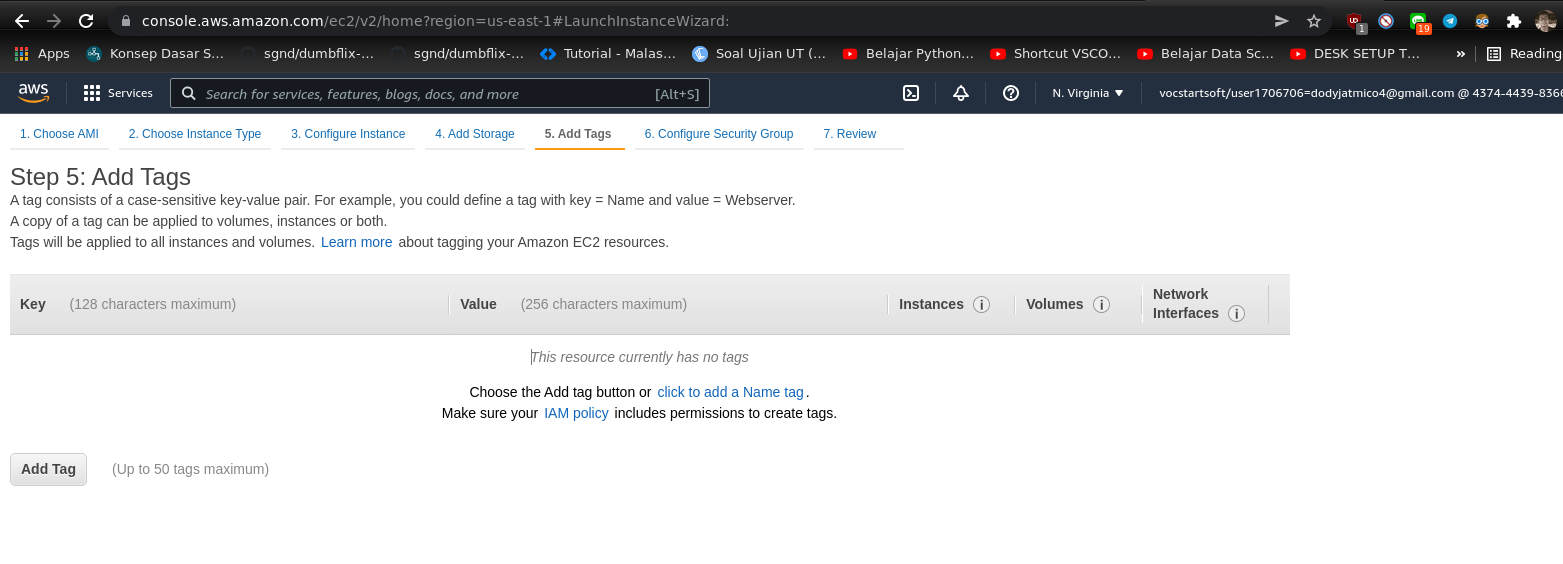 console.aws.amazon.com/ec2/v2/home?region=us-east-1#LaunchInstanceWizard:
1
19
Apps
Konsep Dasar S...
sgnd/dumbflix-...
sgnd/dumbflix-...
Tutorial - Malas...
Soal Ujian UT (...
Belajar Python...
Shortcut VSCO...
Belajar Data Sc...
DESK SETUP T...
»
Reading
aws
Services
Search for services, features, blogs, docs, and more [Alt+S]
N. Virginia
vocstartsoft/user1706706=dodyjatmico4@gmail.com @ 4374-4439-8366
1. Choose AMI
2. Choose Instance Type
3. Configure Instance
4. Add Storage
5. Add Tags
6. Configure Security Group
7. Review
Step 5: Add Tags
A tag consists of a case-sensitive key-value pair. For example, you could define a tag with key = Name and value = Webserver.
A copy of a tag can be applied to volumes, instances or both.
Tags will be applied to all instances and volumes. Learn more about tagging your Amazon EC2 resources.
Key (128 characters maximum)
Value (256 characters maximum)
Instances i
Volumes i
Network
Interfaces i
This resource currently has no tags
Choose the Add tag button or click to add a Name tag.
Make sure your IAM policy includes permissions to create tags.
Add Tag (Up to 50 tags maximum)